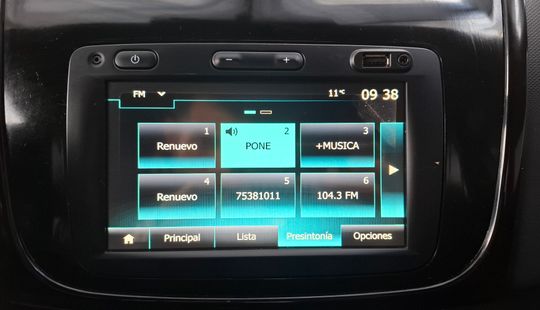 FM
11°C
09 38
1
Renuevo
2
PONE
3
+MUSICA
4
Renuevo
5
75381011
6
104.3 FM
Principal
Lista
Presintonía
Opciones